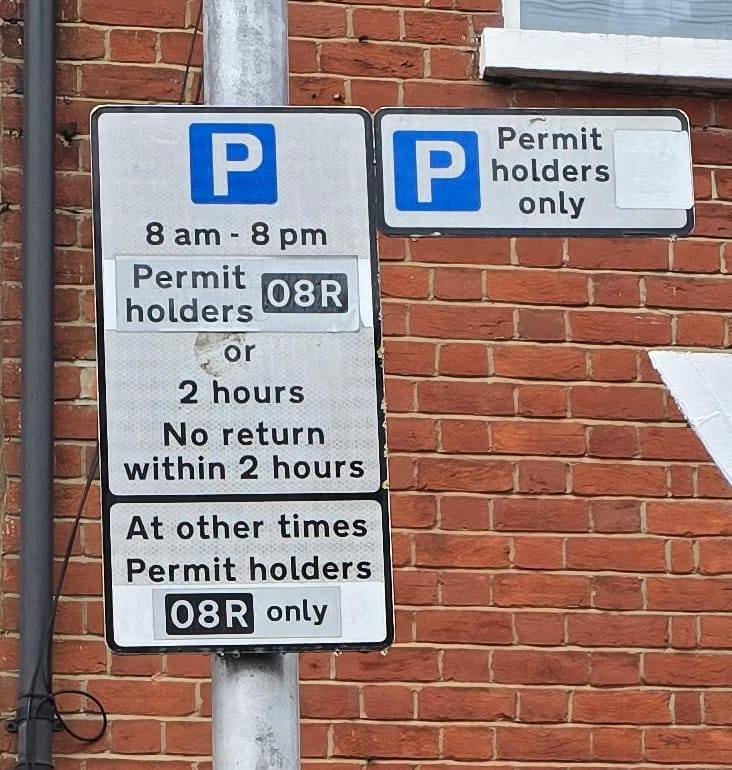 P
8 am - 8 pm
Permit
holders 08R
or
2 hours
No return
within 2 hours
At other times
Permit holders
08R only
P
Permit
holders
only